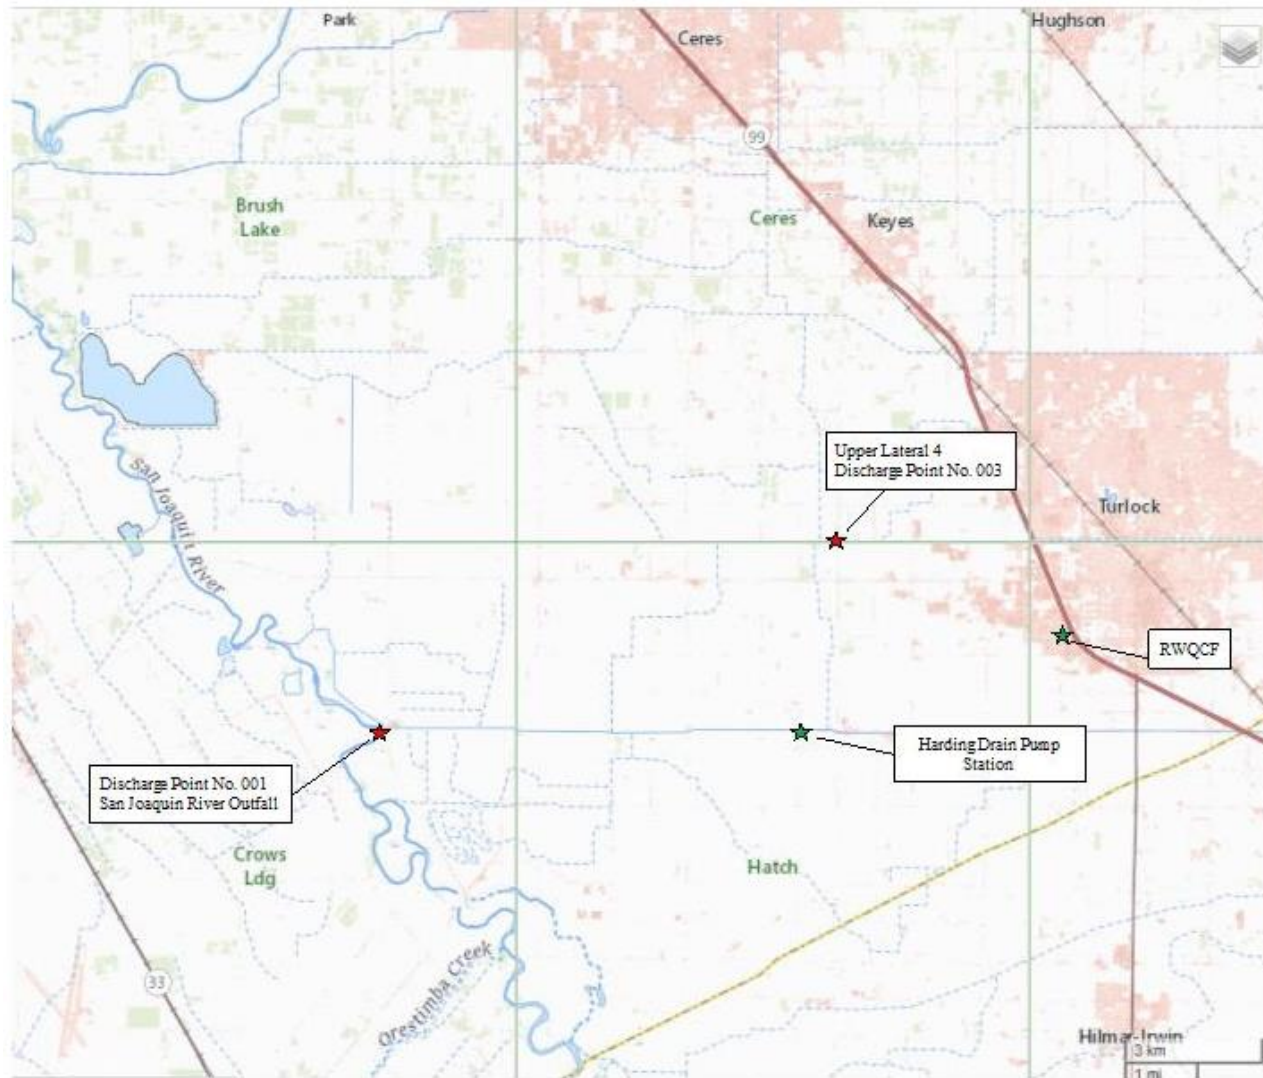 Park
Ceres
Hughson
99
Brush
Lake
Ceres
Keyes
Upper Lateral 4
Discharge Point No. 003
Turlock
San Joaquin River
RWQCF
Harding Drain Pump
Station
Discharge Point No. 001
San Joaquin River Outfall
Crows
Ldg
Hatch
33
Orestimba Creek
Hilmar-Irwin
3 km
1 mi